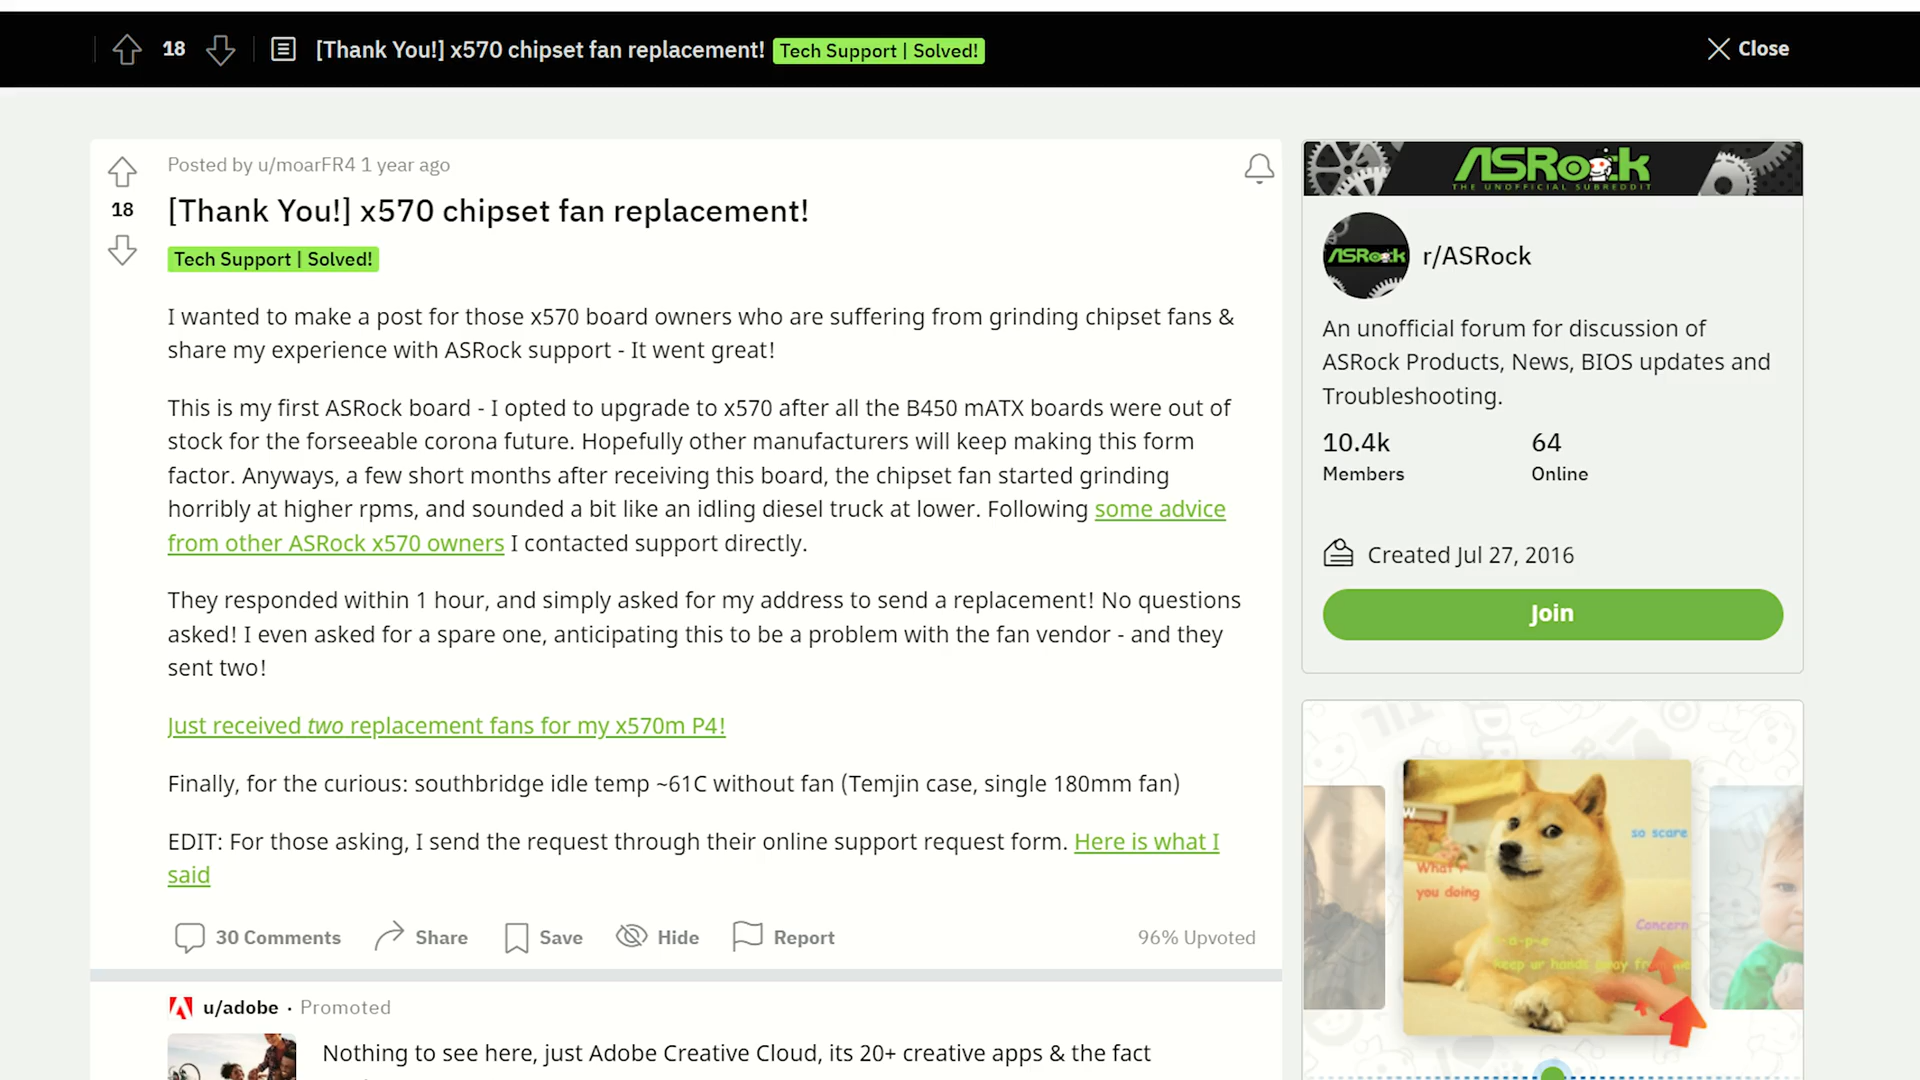 18 [Thank You!] x570 chipset fan replacement! Tech Support | Solved! Close
Posted by u/moarFR4 1 year ago
18
[Thank You!] x570 chipset fan replacement!
Tech Support | Solved!
I wanted to make a post for those x570 board owners who are suffering from grinding chipset fans &
share my experience with ASRock support - It went great!
This is my first ASRock board - I opted to upgrade to x570 after all the B450 mATX boards were out of
stock for the forseeable corona future. Hopefully other manufacturers will keep making this form
factor. Anyways, a few short months after receiving this board, the chipset fan started grinding
horribly at higher rpms, and sounded a bit like an idling diesel truck at lower. Following some advice
from other ASRock x570 owners I contacted support directly.
They responded within 1 hour, and simply asked for my address to send a replacement! No questions
asked! I even asked for a spare one, anticipating this to be a problem with the fan vendor - and they
sent two!
Just received two replacement fans for my x570m P4!
Finally, for the curious: southbridge idle temp ~61C without fan (Temjin case, single 180mm fan)
EDIT: For those asking, I send the request through their online support request form. Here is what I
said
30 Comments Share Save Hide Report 96% Upvoted
u/adobe · Promoted
Nothing to see here, just Adobe Creative Cloud, its 20+ creative apps & the fact
ASRock
THE UNOFFICIAL SUBREDDIT
ASRock
r/ASRock
An unofficial forum for discussion of
ASRock Products, News, BIOS updates and
Troubleshooting.
10.4k 64
Members Online
Created Jul 27, 2016
Join
TIL
so scare
What r
you doing
Concern
keep ur hands away